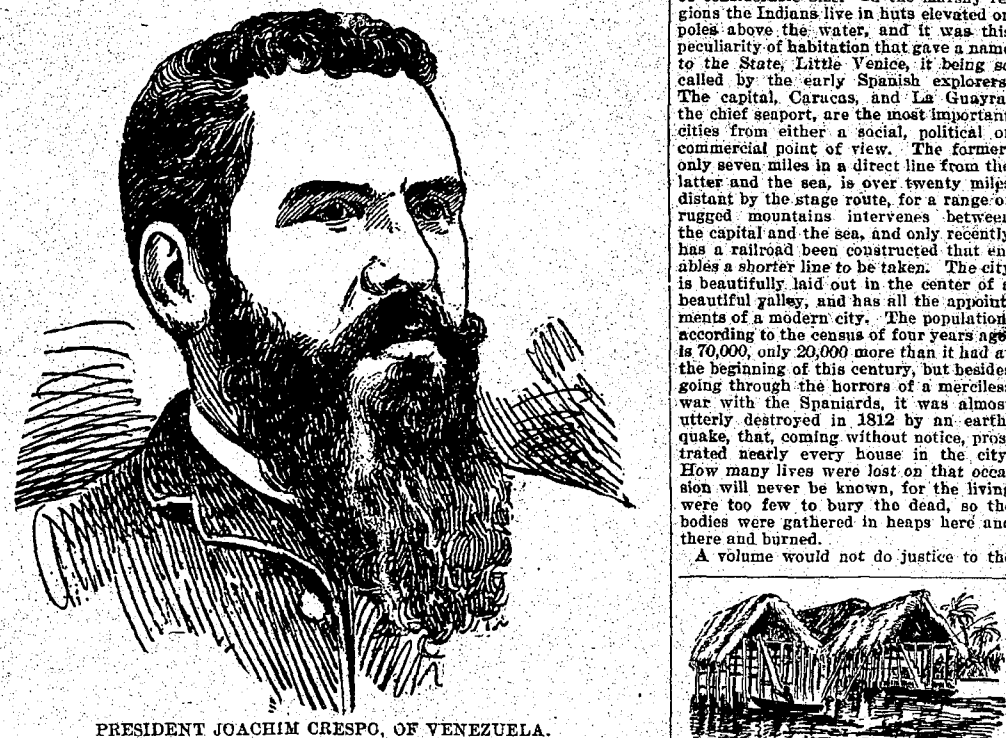 PRESIDENT JOACHIM CRESPO, OF VENEZUELA.
gions the Indians live in huts elevated on
poles above the water, and it was this
peculiarity of habitation that gave a name
to the State, Little Venice, it being so
called by the early Spanish explorers.
The capital, Caracas, and La Guayra,
the chief seaport, are the most important
cities from either a social, political or
commercial point of view. The former,
only seven miles in a direct line from the
latter and the sea, is over twenty miles
distant by the stage route, for a range of
rugged mountains intervenes between
the capital and the sea, and only recently
has a railroad been constructed that en
ables a shorter line to be taken. The city
is beautifully laid out in the center of a
beautiful valley, and has all the appoint
ments of a modern city. The population,
according to the census of four years ago
is 70,000, only 20,000 more than it had at
the beginning of this century, but besides
going through the horrors of a merciless
war with the Spaniards, it was almost
utterly destroyed in 1812 by an earth
quake, that, coming without notice, pros
trated nearly every house in the city.
How many lives were lost on that occa
sion will never be known, for the living
were too few to bury the dead, so the
bodies were gathered in heaps here and
there and burned.
A volume would not do justice to the